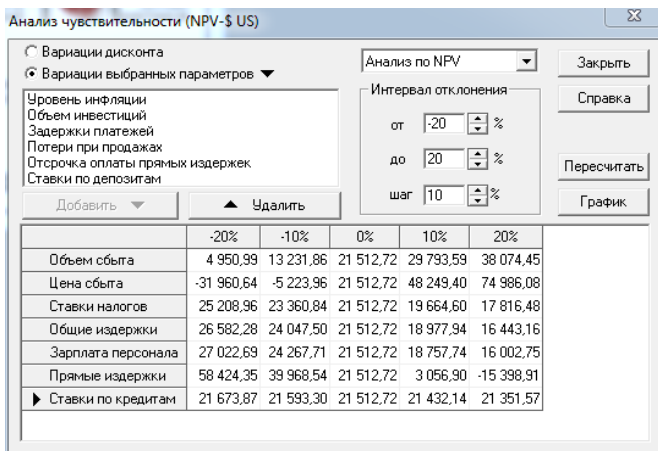 Анализ чувствительности (NPV-$ US)
Вариации дисконта
Вариации выбранных параметров
Анализ по NPV
Закрыть
Уровень инфляции
Объем инвестиций
Задержки платежей
Потери при продажах
Отсрочка оплаты прямых издержек
Ставки по депозитам
Интервал отклонения
от -20 %
до 20 %
шаг 10 %
Справка
Пересчитать
График
Добавить
Удалить
-20% -10% 0% 10% 20%
Объем сбыта 4 950,99 13 231,86 21 512,72 29 793,59 38 074,45
Цена сбыта -31 960,64 -5 223,96 21 512,72 48 249,40 74 986,08
Ставки налогов 25 208,96 23 360,84 21 512,72 19 664,60 17 816,48
Общие издержки 26 582,28 24 047,50 21 512,72 18 977,94 16 443,16
Зарплата персонала 27 022,69 24 267,71 21 512,72 18 757,74 16 002,75
Прямые издержки 58 424,35 39 968,54 21 512,72 3 056,90 -15 398,91
Ставки по кредитам 21 673,87 21 593,30 21 512,72 21 432,14 21 351,57